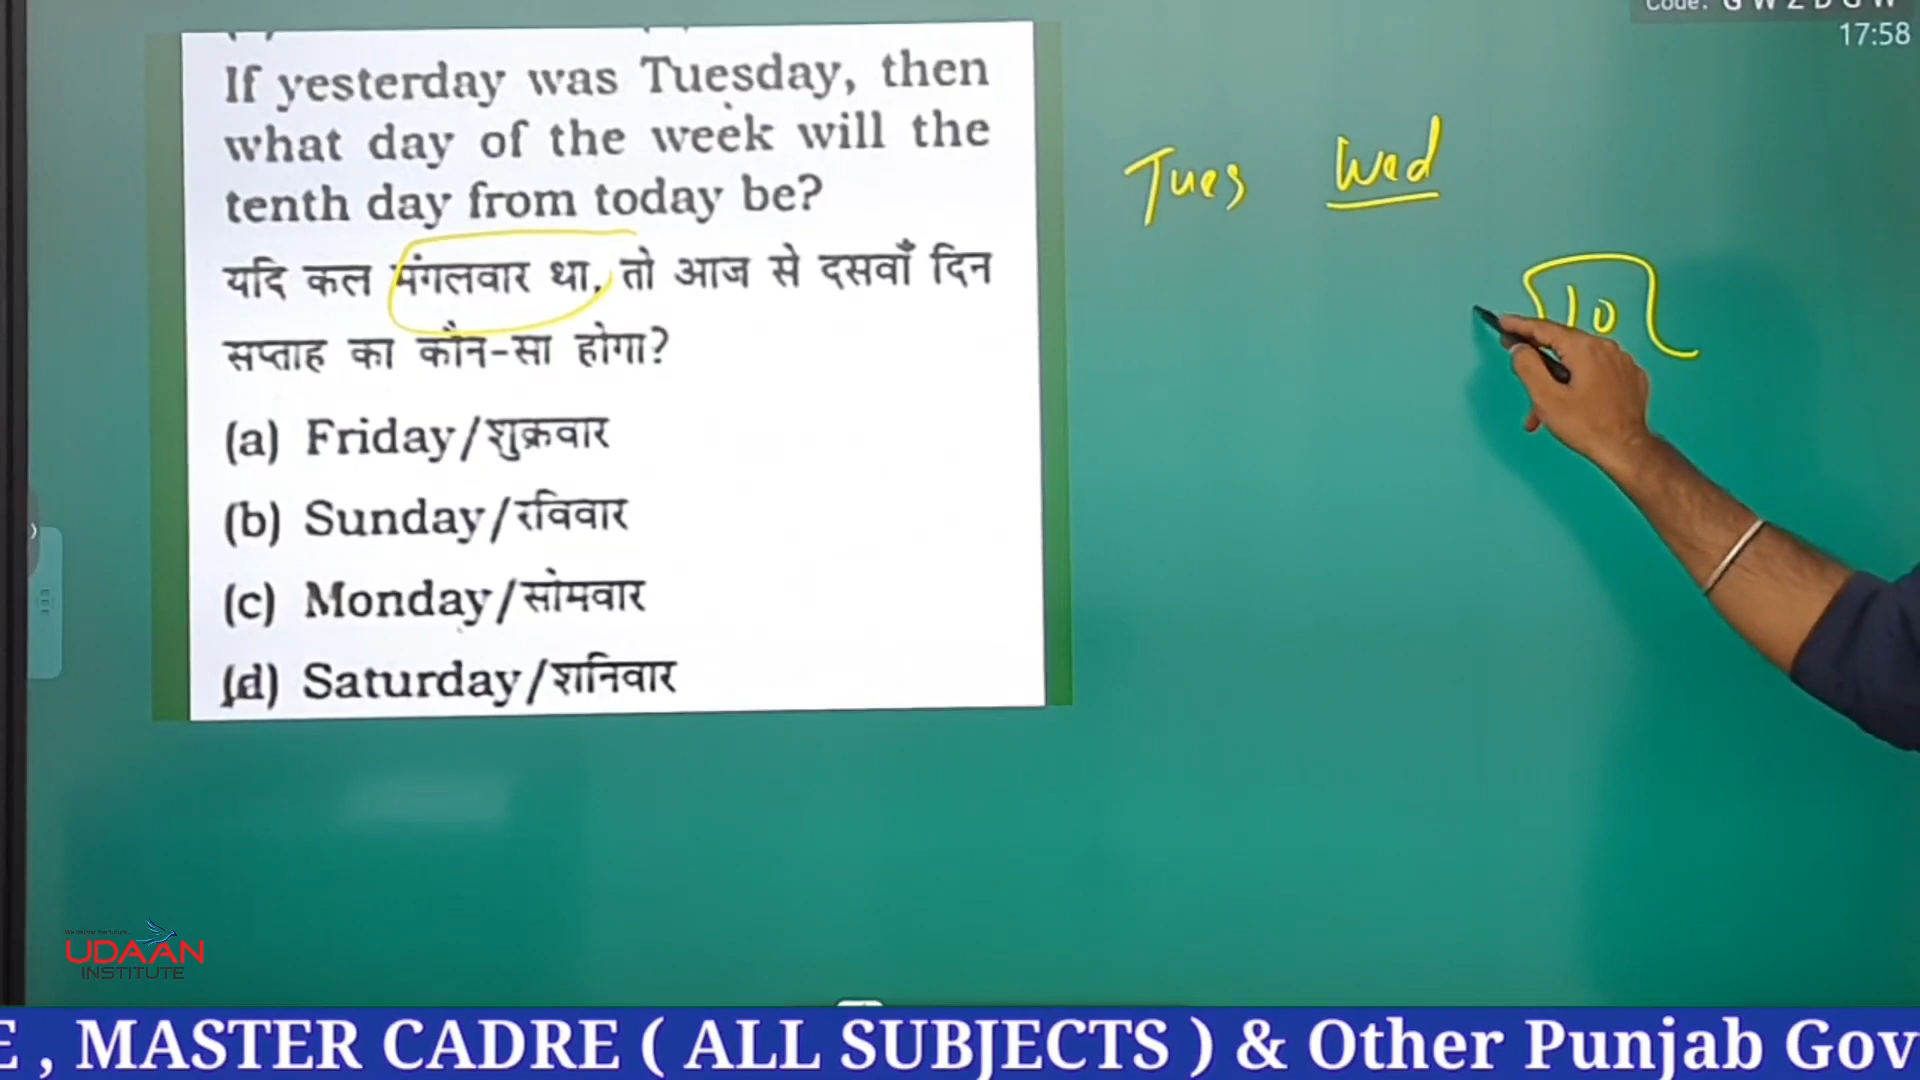 Code: G W Z D G W
17:58
If yesterday was Tuesday, then
what day of the week will the
tenth day from today be?
यदि कल मंगलवार था, तो आज से दसवाँ दिन
सप्ताह का कौन-सा होगा?
(a) Friday/शुक्रवार
(b) Sunday/रविवार
(c) Monday/सोमवार
(d) Saturday/शनिवार
Tues Wed
10
UDAAN
INSTITUTE
E , MASTER CADRE ( ALL SUBJECTS ) & Other Punjab Gov